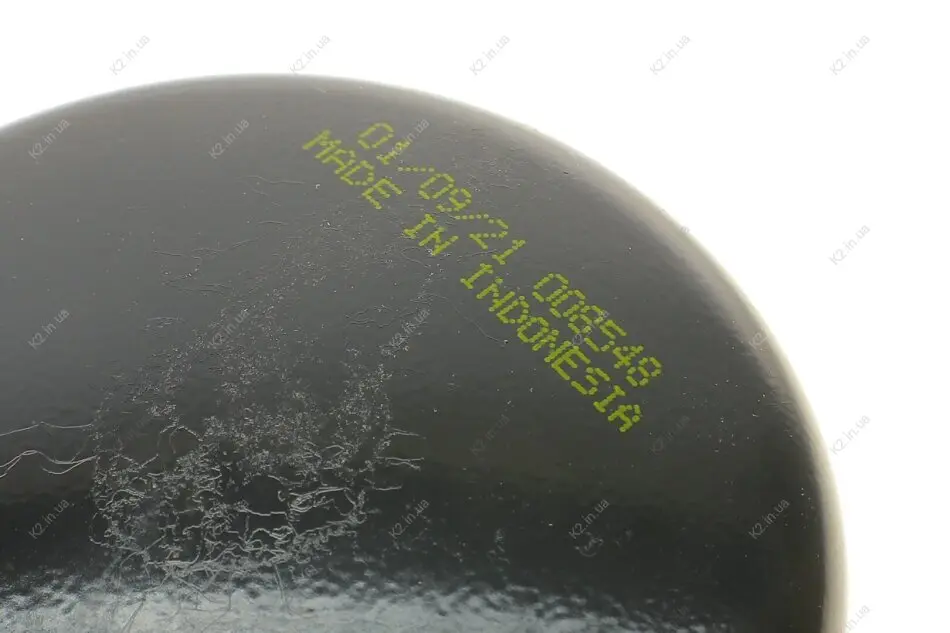 01/09/21 008548
MADE IN INDONESIA
K2.in.ua